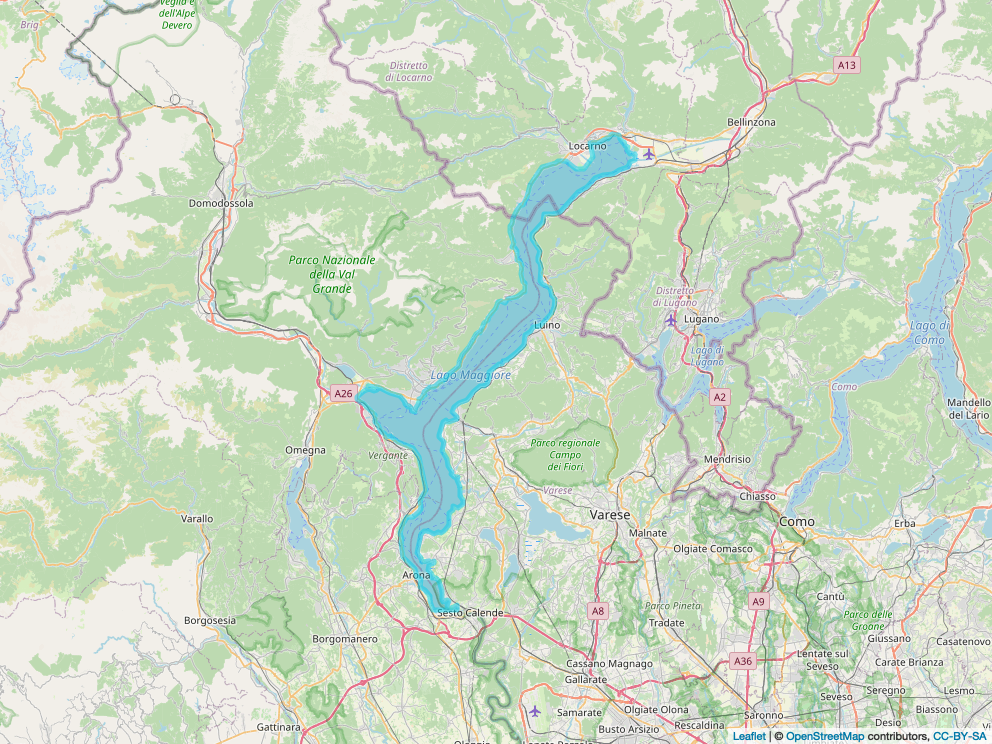 Veglia e
dell'Alpe
Devero
Brig
Distretto
di Locarno
A13
Bellinzona
Locarno
Domodossola
Parco Nazionale
della Val
Grande
Distretto
di Lugano
Lugano
Luino
Lago di
Como
Lago di
Lugano
Lago Maggiore
Como
A26
A2
Mandello
del Lario
Parco regionale
Campo
dei Fiori
Omegna
Vergante
Mendrisio
Varese
Chiasso
Varallo
Varese
Como
Erba
Malnate
Olgiate Comasco
Arona
Cantù
A9
Parco Pineta
Tradate
A8
Parco delle
Groane
Sesto Calende
Borgosesia
Giussano
Borgomanero
Casatenovo
Lentate sul
Seveso
Carate Brianza
Cassano Magnago
A36
Gallarate
Seregno
Lesmo
Seveso
Biassono
Samarate
Olgiate Olona
Saronno
Desio
Gattinara
Busto Arsizio
Rescaldina
Leaflet | © OpenStreetMap contributors, CC-BY-SA